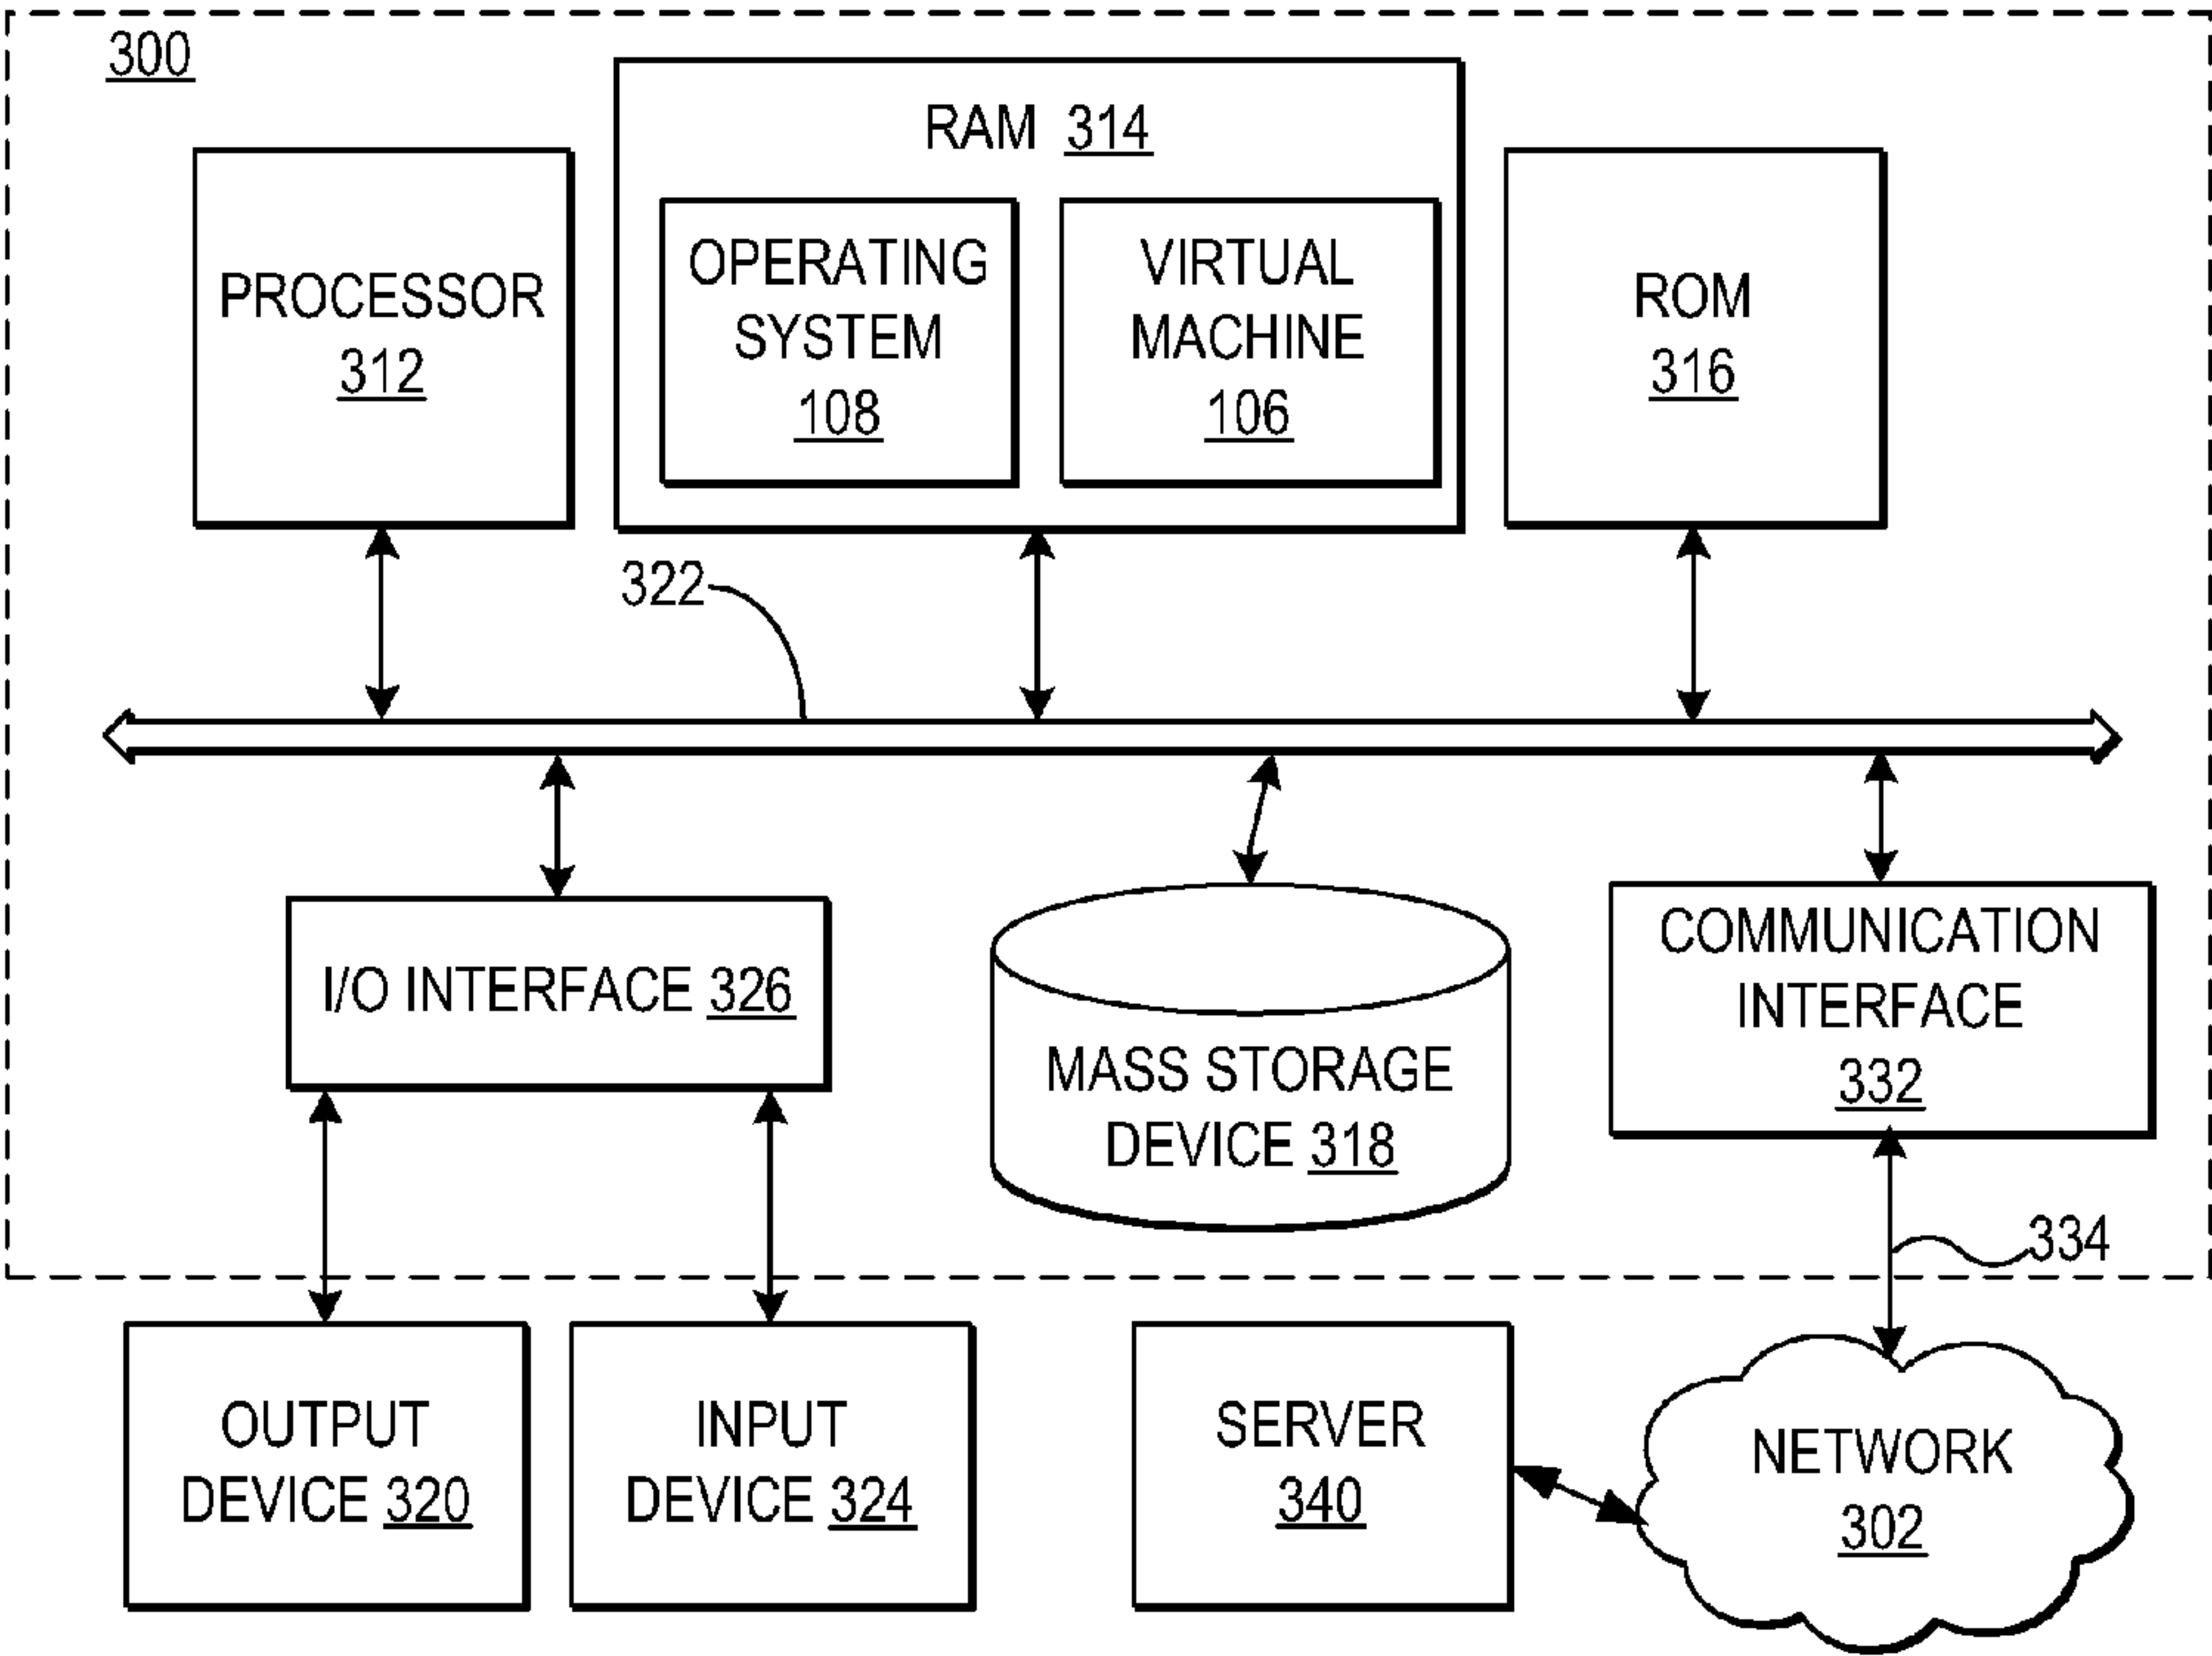 300
RAM 314
PROCESSOR
312
OPERATING
SYSTEM
108
VIRTUAL
MACHINE
106
ROM
316
322
I/O INTERFACE 326
MASS STORAGE
DEVICE 318
COMMUNICATION
INTERFACE
332
334
OUTPUT
DEVICE 320
INPUT
DEVICE 324
SERVER
340
NETWORK
302